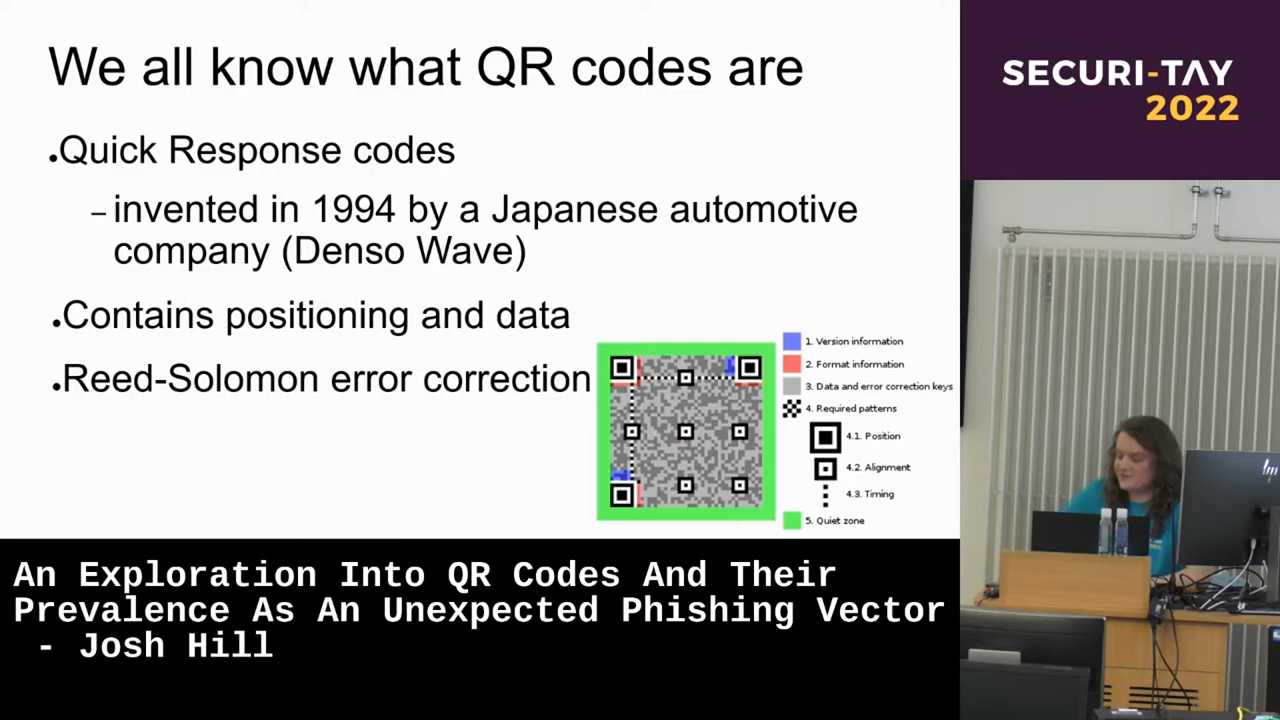 We all know what QR codes are
SECURI-TAY
2022
•Quick Response codes
–invented in 1994 by a Japanese automotive
company (Denso Wave)
•Contains positioning and data
•Reed-Solomon error correction
1. Version information
2. Format information
3. Data and error correction keys
4. Required patterns
4.1. Position
4.2. Alignment
4.3. Timing
5. Quiet zone
hp
An Exploration Into QR Codes And Their
Prevalence As An Unexpected Phishing Vector
- Josh Hill